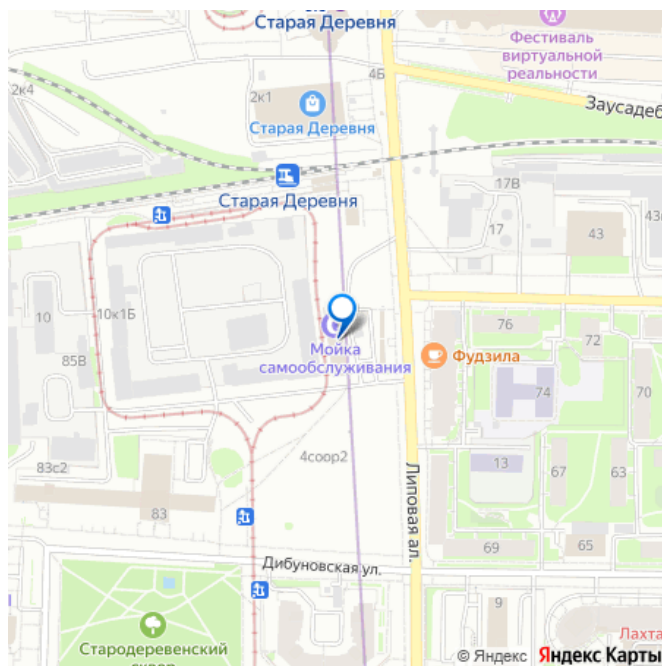 Старая Деревня
Фестиваль
виртуальной
реальности
4Б
2к4
2к1
Старая Деревня
Заусадеб
Старая Деревня
17В
43к
17
43
10к1Б
10
76
72
Мойка
самообслуживания
Фудзила
85В
74
70
4соор2
83с2
13
67
63
83
Липовая ал.
69
65
Дибуновская ул.
9
Стародеревенский
Лахта
© Яндекс Яндекс Карты